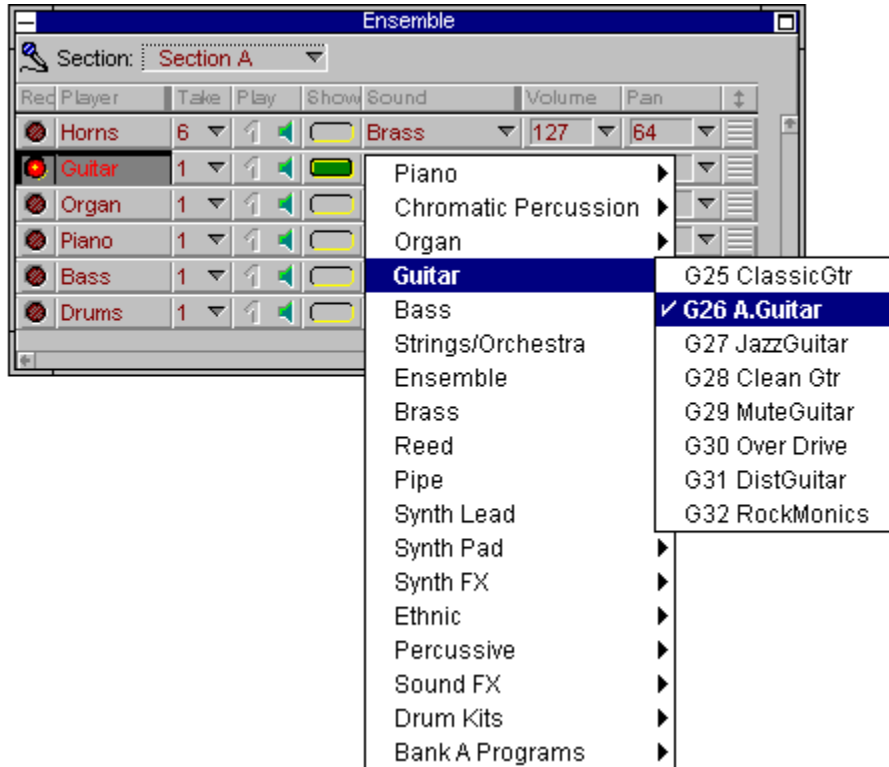 Ensemble
Section: Section A
Rec Player Take Play Show Sound Volume Pan
Horns 6 Brass 127 64
Guitar 1
Organ 1
Piano 1
Bass 1
Drums 1
Piano
Chromatic Percussion
Organ
Guitar
Bass
Strings/Orchestra
Ensemble
Brass
Reed
Pipe
Synth Lead
Synth Pad
Synth FX
Ethnic
Percussive
Sound FX
Drum Kits
Bank A Programs
G25 ClassicGtr
G26 A.Guitar
G27 JazzGuitar
G28 Clean Gtr
G29 MuteGuitar
G30 Over Drive
G31 DistGuitar
G32 RockMonics